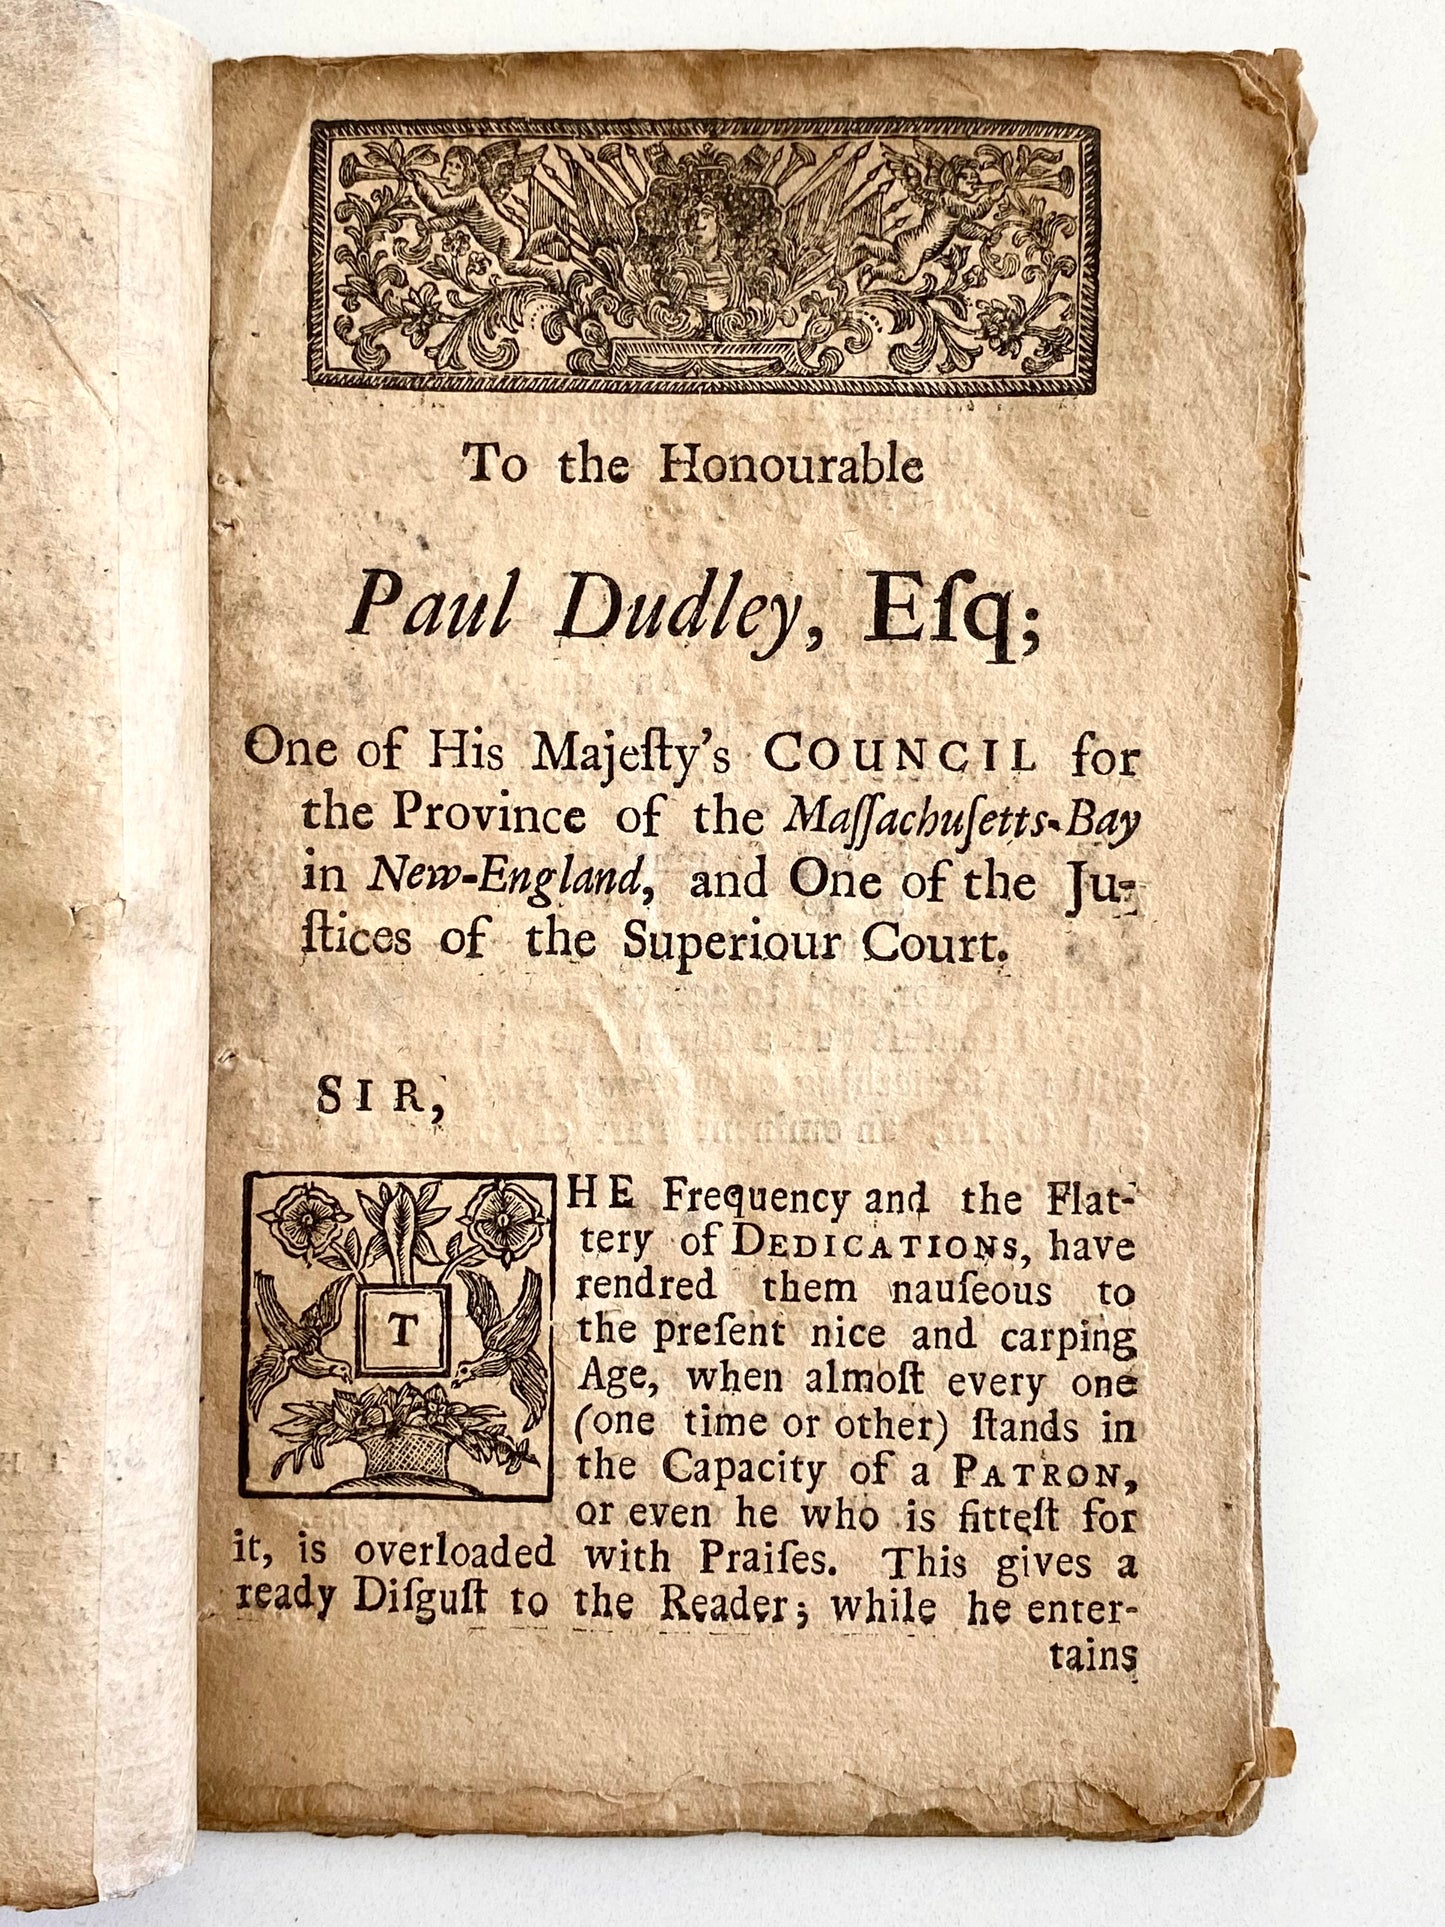 To the Honourable
Paul Dudley, Eſq;
One of His Majeſty's COUNCIL for
the Province of the Maſſachuſetts-Bay
in New-England, and One of the Ju-
ſtices of the Superiour Court.
SIR,
THE Frequency and the Flat-
tery of DEDICATIONS, have
rendred them nauſeous to
the preſent nice and carping
Age, when almoſt every one
(one time or other) ſtands in
the Capacity of a PATRON,
or even he who is fitteſt for
it, is overloaded with Praiſes. This gives a
ready Diſguſt to the Reader; while he enter-
tains